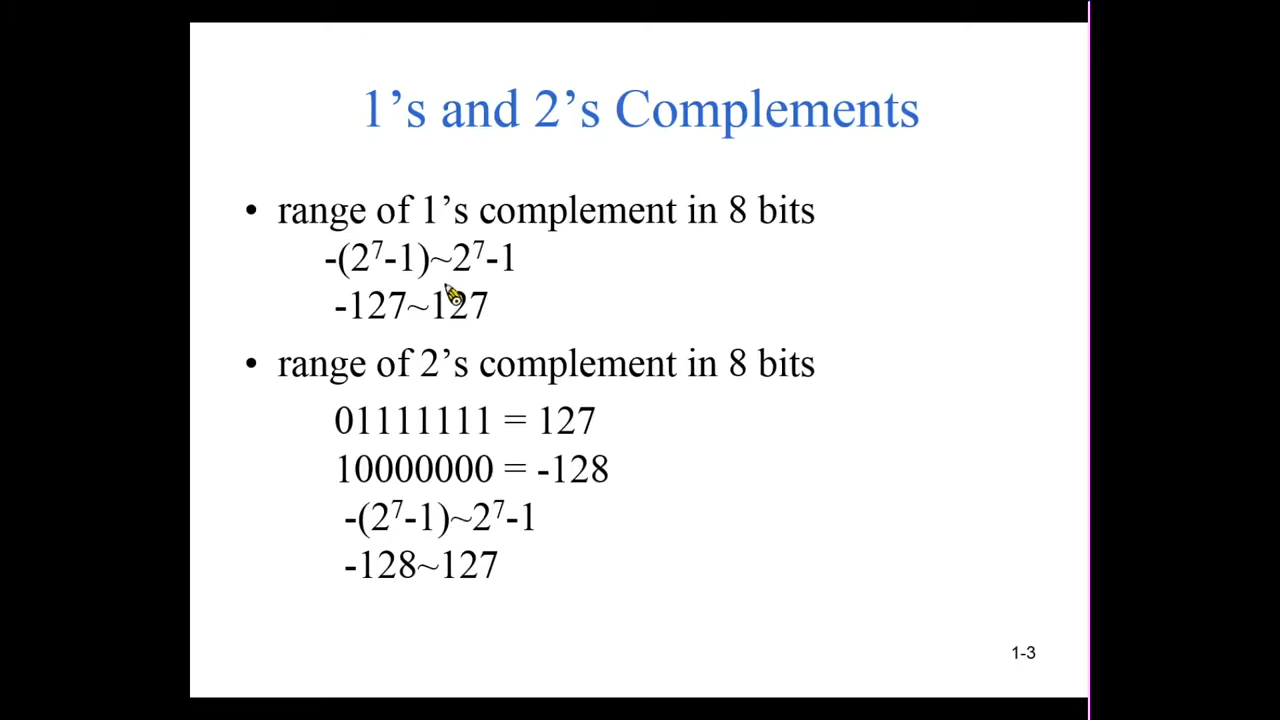 1’s and 2’s Complements
• range of 1’s complement in 8 bits
-(2⁷-1)~2⁷-1
-127~127
• range of 2’s complement in 8 bits
01111111 = 127
10000000 = -128
-(2⁷-1)~2⁷-1
-128~127
1-3